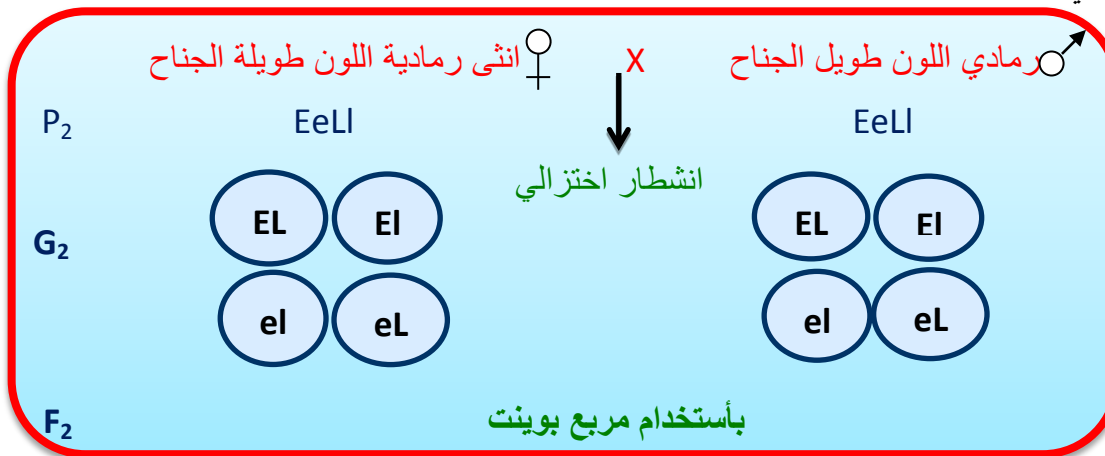 رمادي اللون طويل الجناح X انثى رمادية اللون طويلة الجناح
P2 EeLl EeLl
انشطار اختزالي
G2 EL El EL El
el eL el eL
F2 بأستخدام مربع بوينت